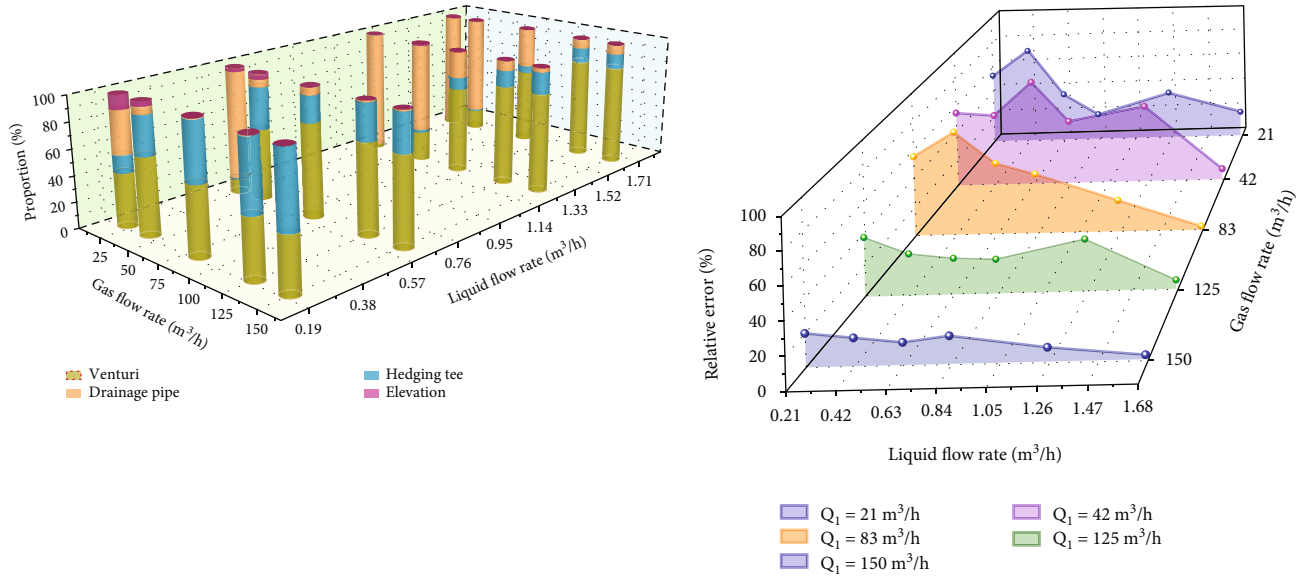 Proportion (%)
100
80
60
40
20
0
25
50
75
100
125
150
Gas flow rate (m³/h)
0.19
0.38
0.57
0.76
0.95
1.14
1.33
1.52
1.71
Liquid flow rate (m³/h)
Venturi
Drainage pipe
Hedging tee
Elevation
Relative error (%)
100
80
60
40
20
0
0.21
0.42
0.63
0.84
1.05
1.26
1.47
1.68
Liquid flow rate (m³/h)
21
42
83
125
150
Gas flow rate (m³/h)
Q₁ = 21 m³/h
Q₁ = 83 m³/h
Q₁ = 150 m³/h
Q₁ = 42 m³/h
Q₁ = 125 m³/h